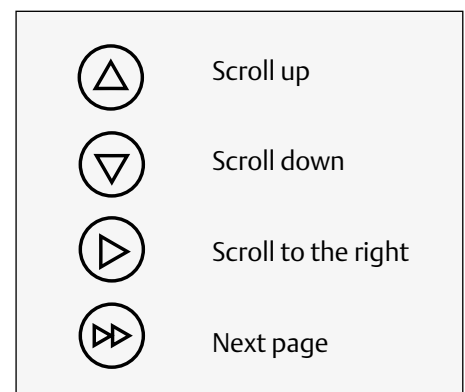 Scroll up
Scroll down
Scroll to the right
Next page